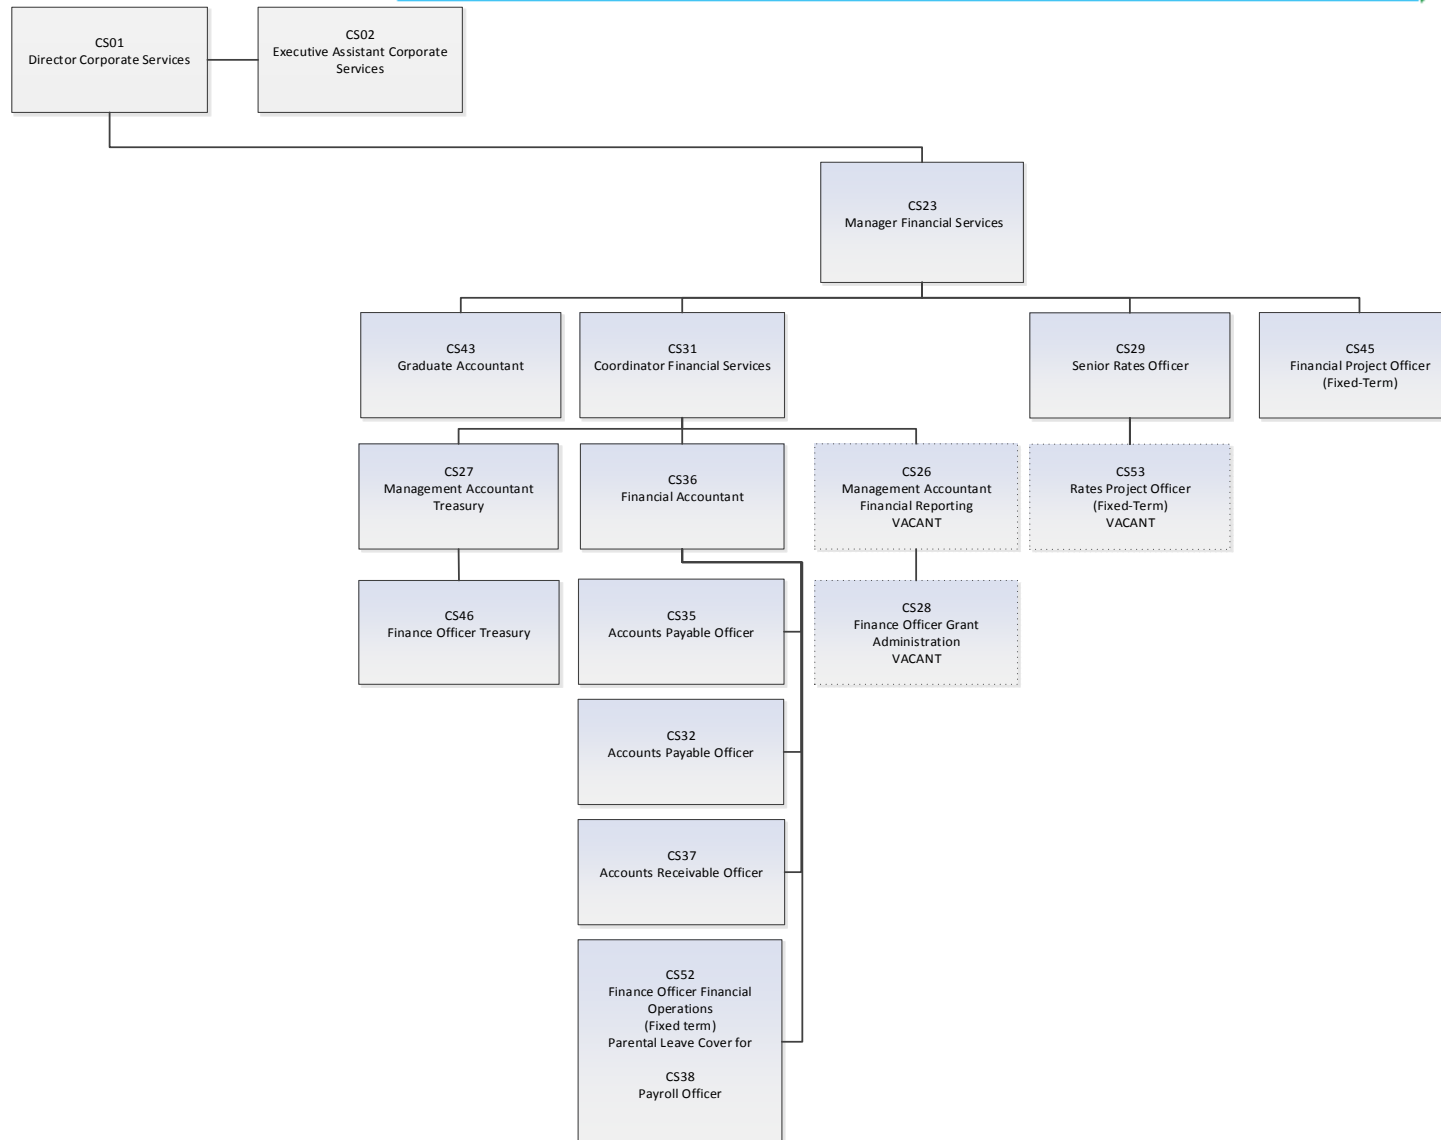 CS01
Director Corporate Services
CS02
Executive Assistant Corporate
Services
CS23
Manager Financial Services
CS43
Graduate Accountant
CS31
Coordinator Financial Services
CS29
Senior Rates Officer
CS45
Financial Project Officer
(Fixed-Term)
CS27
Management Accountant
Treasury
CS36
Financial Accountant
CS26
Management Accountant
Financial Reporting
VACANT
CS53
Rates Project Officer
(Fixed-Term)
VACANT
CS46
Finance Officer Treasury
CS35
Accounts Payable Officer
CS28
Finance Officer Grant
Administration
VACANT
CS32
Accounts Payable Officer
CS37
Accounts Receivable Officer
CS52
Finance Officer Financial
Operations
(Fixed term)
Parental Leave Cover for
CS38
Payroll Officer